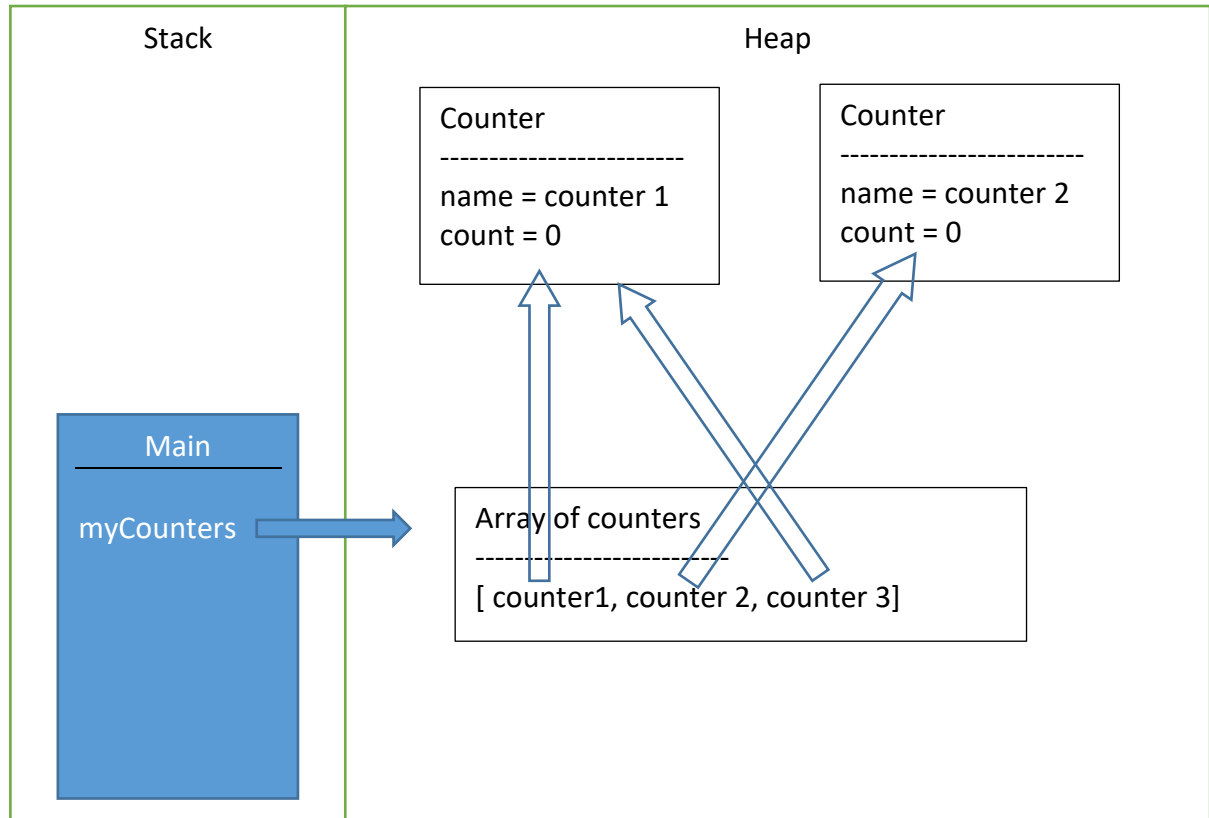 Stack
Heap
Counter
-------------------------
name = counter 1
count = 0
Counter
-------------------------
name = counter 2
count = 0
Main
myCounters
Array of counters
--------------------------
[ counter1, counter 2, counter 3]